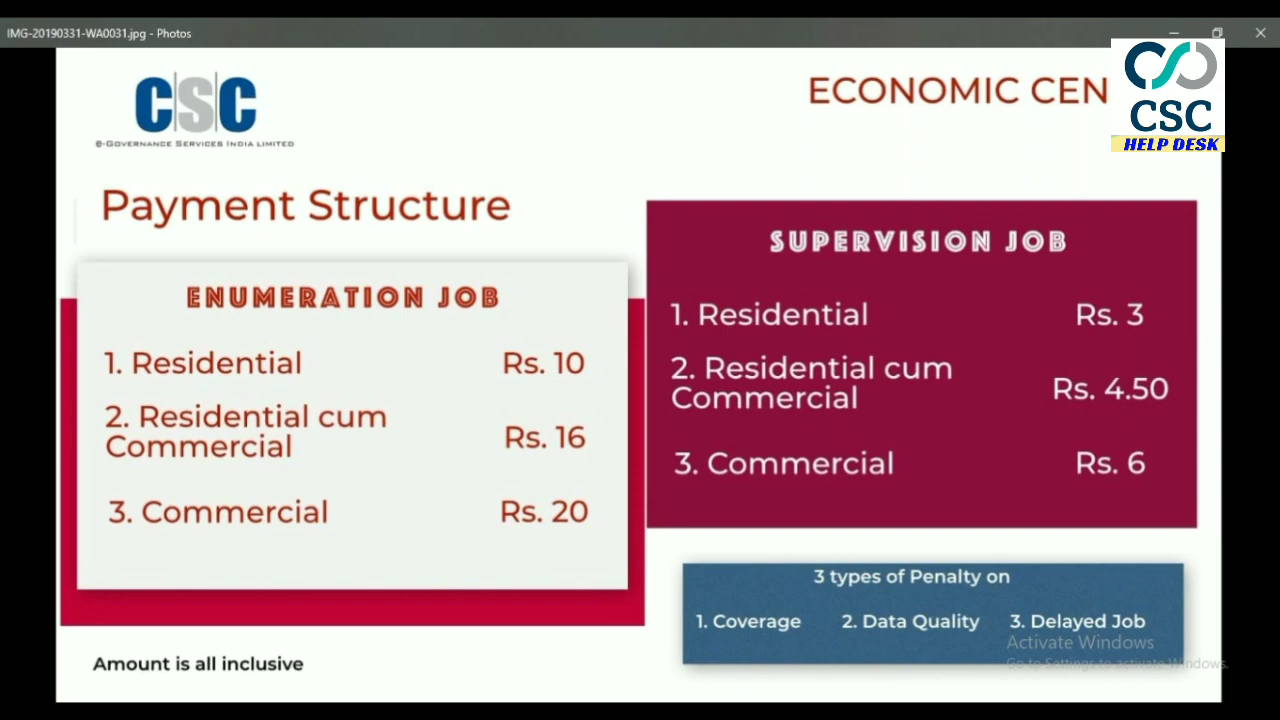 IMG-20190331-WA0031.jpg - Photos
CSC
e-Governance Services India Limited
ECONOMIC CEN
CSC
HELP DESK
Payment Structure
ENUMERATION JOB
1. Residential Rs. 10
2. Residential cum
Commercial Rs. 16
3. Commercial Rs. 20
SUPERVISION JOB
1. Residential Rs. 3
2. Residential cum
Commercial Rs. 4.50
3. Commercial Rs. 6
3 types of Penalty on
1. Coverage 2. Data Quality 3. Delayed Job
Activate Windows
Go to Settings to activate Windows.
Amount is all inclusive